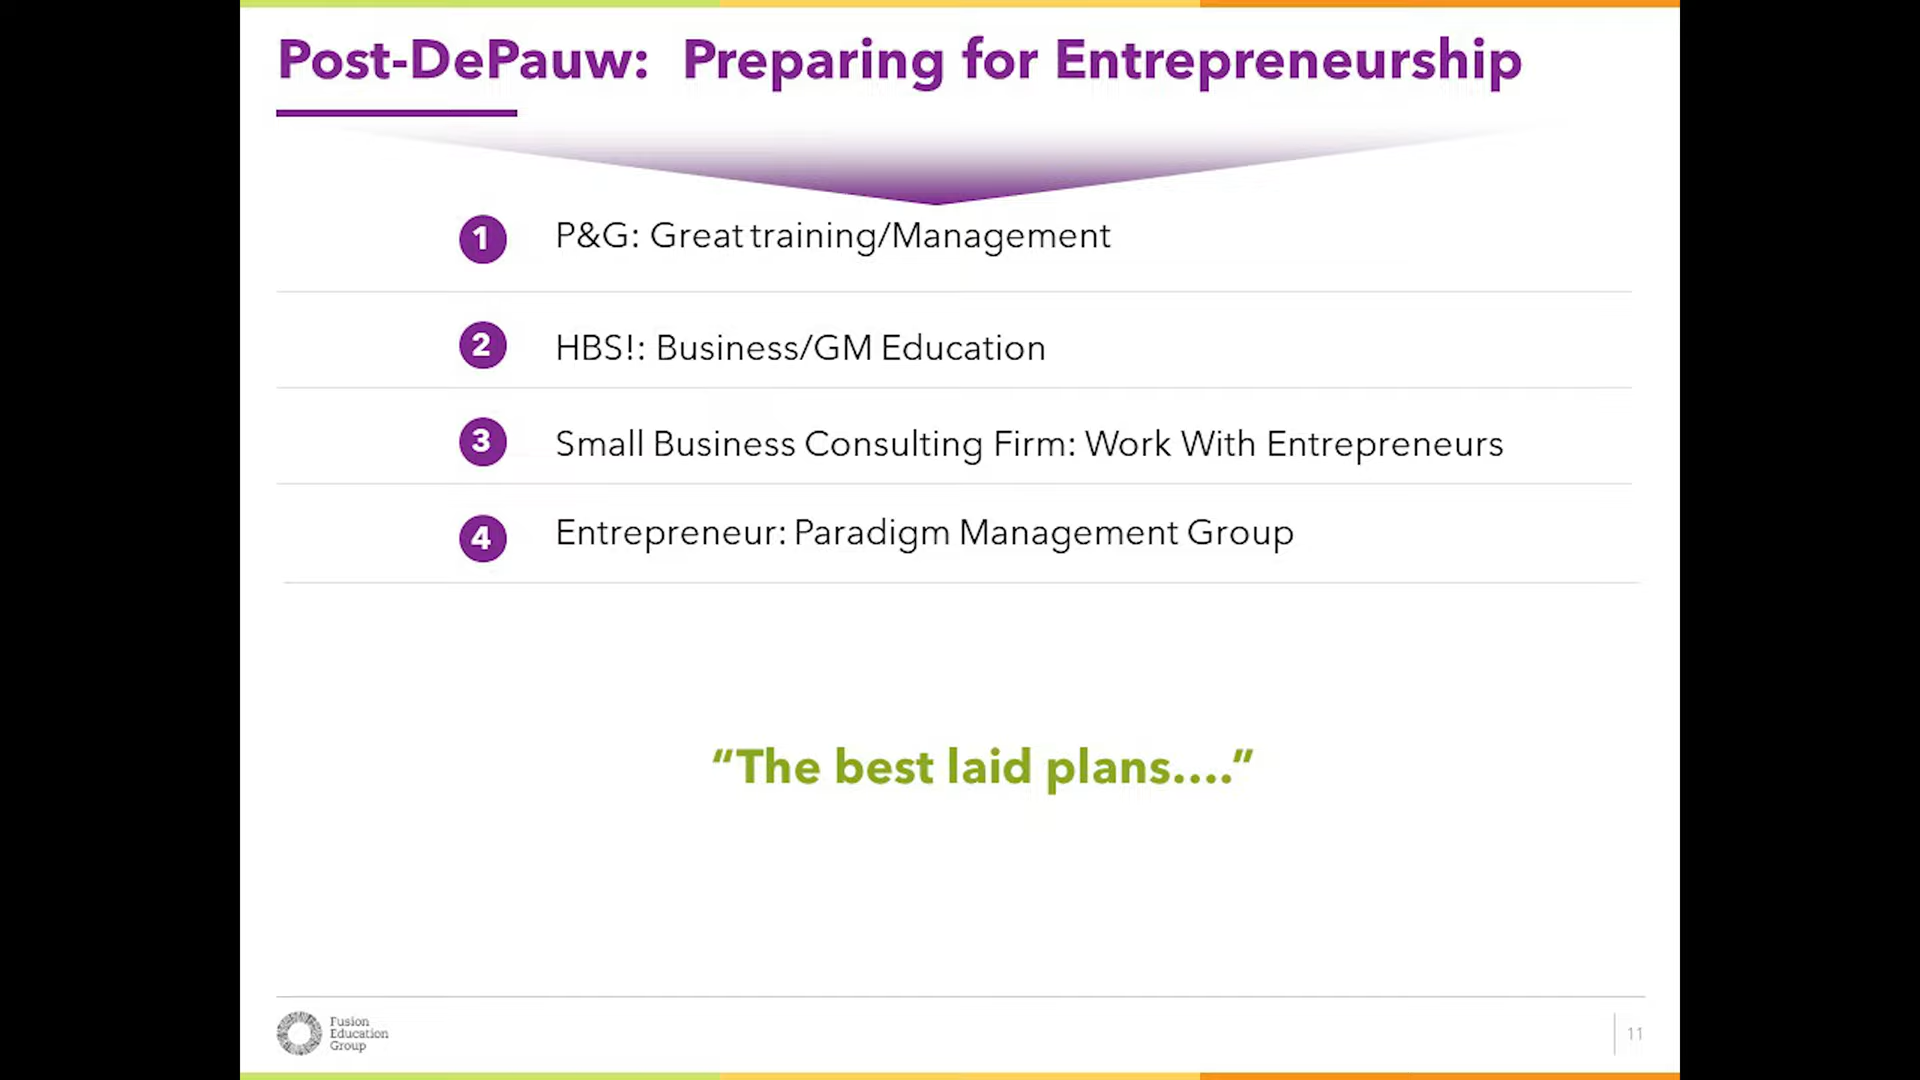 Post-DePauw: Preparing for Entrepreneurship
1 P&G: Great training/Management
2 HBS!: Business/GM Education
3 Small Business Consulting Firm: Work With Entrepreneurs
4 Entrepreneur: Paradigm Management Group
“The best laid plans....”
Fusion
Education
Group
11